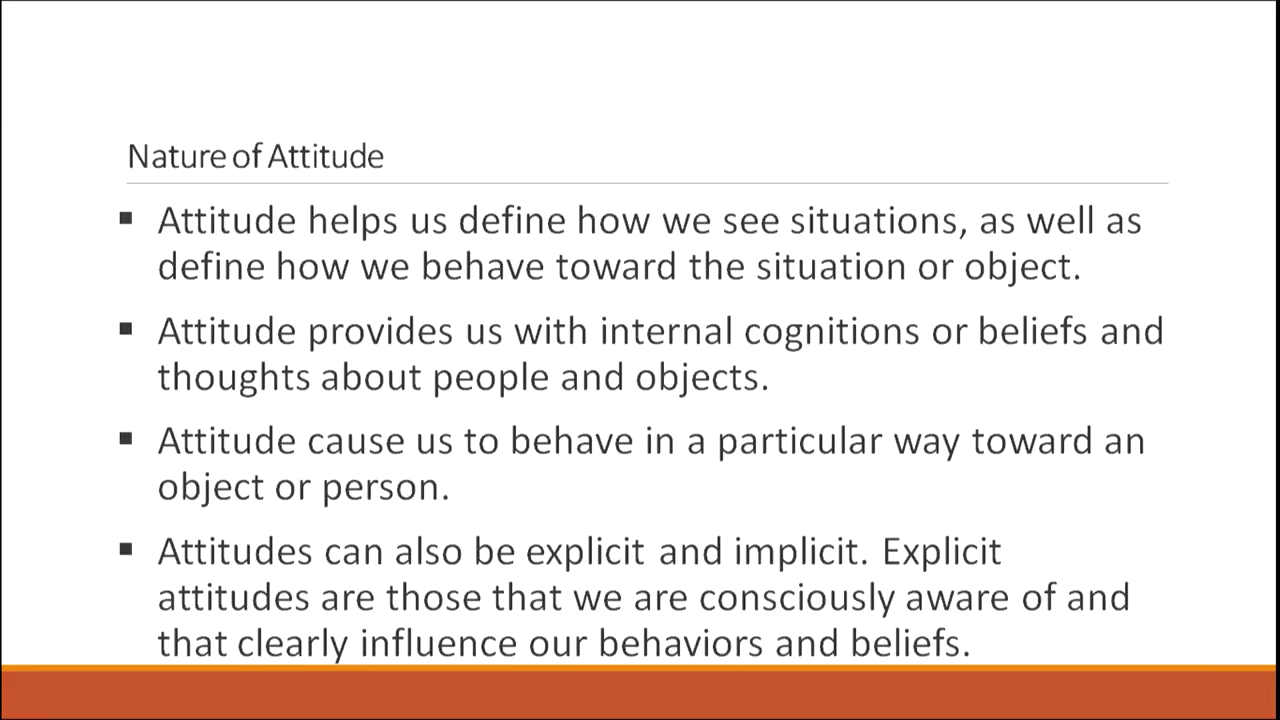 Nature of Attitude
▪ Attitude helps us define how we see situations, as well as
define how we behave toward the situation or object.
▪ Attitude provides us with internal cognitions or beliefs and
thoughts about people and objects.
▪ Attitude cause us to behave in a particular way toward an
object or person.
▪ Attitudes can also be explicit and implicit. Explicit
attitudes are those that we are consciously aware of and
that clearly influence our behaviors and beliefs.